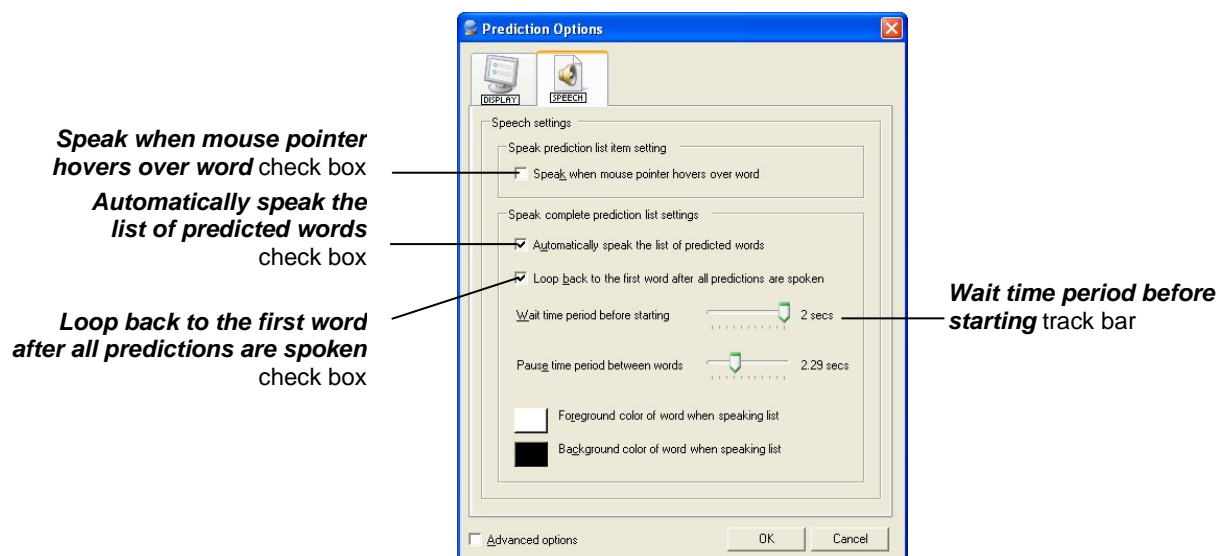 Prediction Options
DISPLAY
SPEECH
Speech settings
Speak prediction list item setting
Speak when mouse pointer hovers over word
Speak complete prediction list settings
Automatically speak the list of predicted words
Loop back to the first word after all predictions are spoken
Wait time period before starting 2 secs
Pause time period between words 2.29 secs
Foreground color of word when speaking list
Background color of word when speaking list
Advanced options OK Cancel
Speak when mouse pointer
hovers over word check box
Automatically speak the
list of predicted words
check box
Loop back to the first word
after all predictions are spoken
check box
Wait time period before
starting track bar